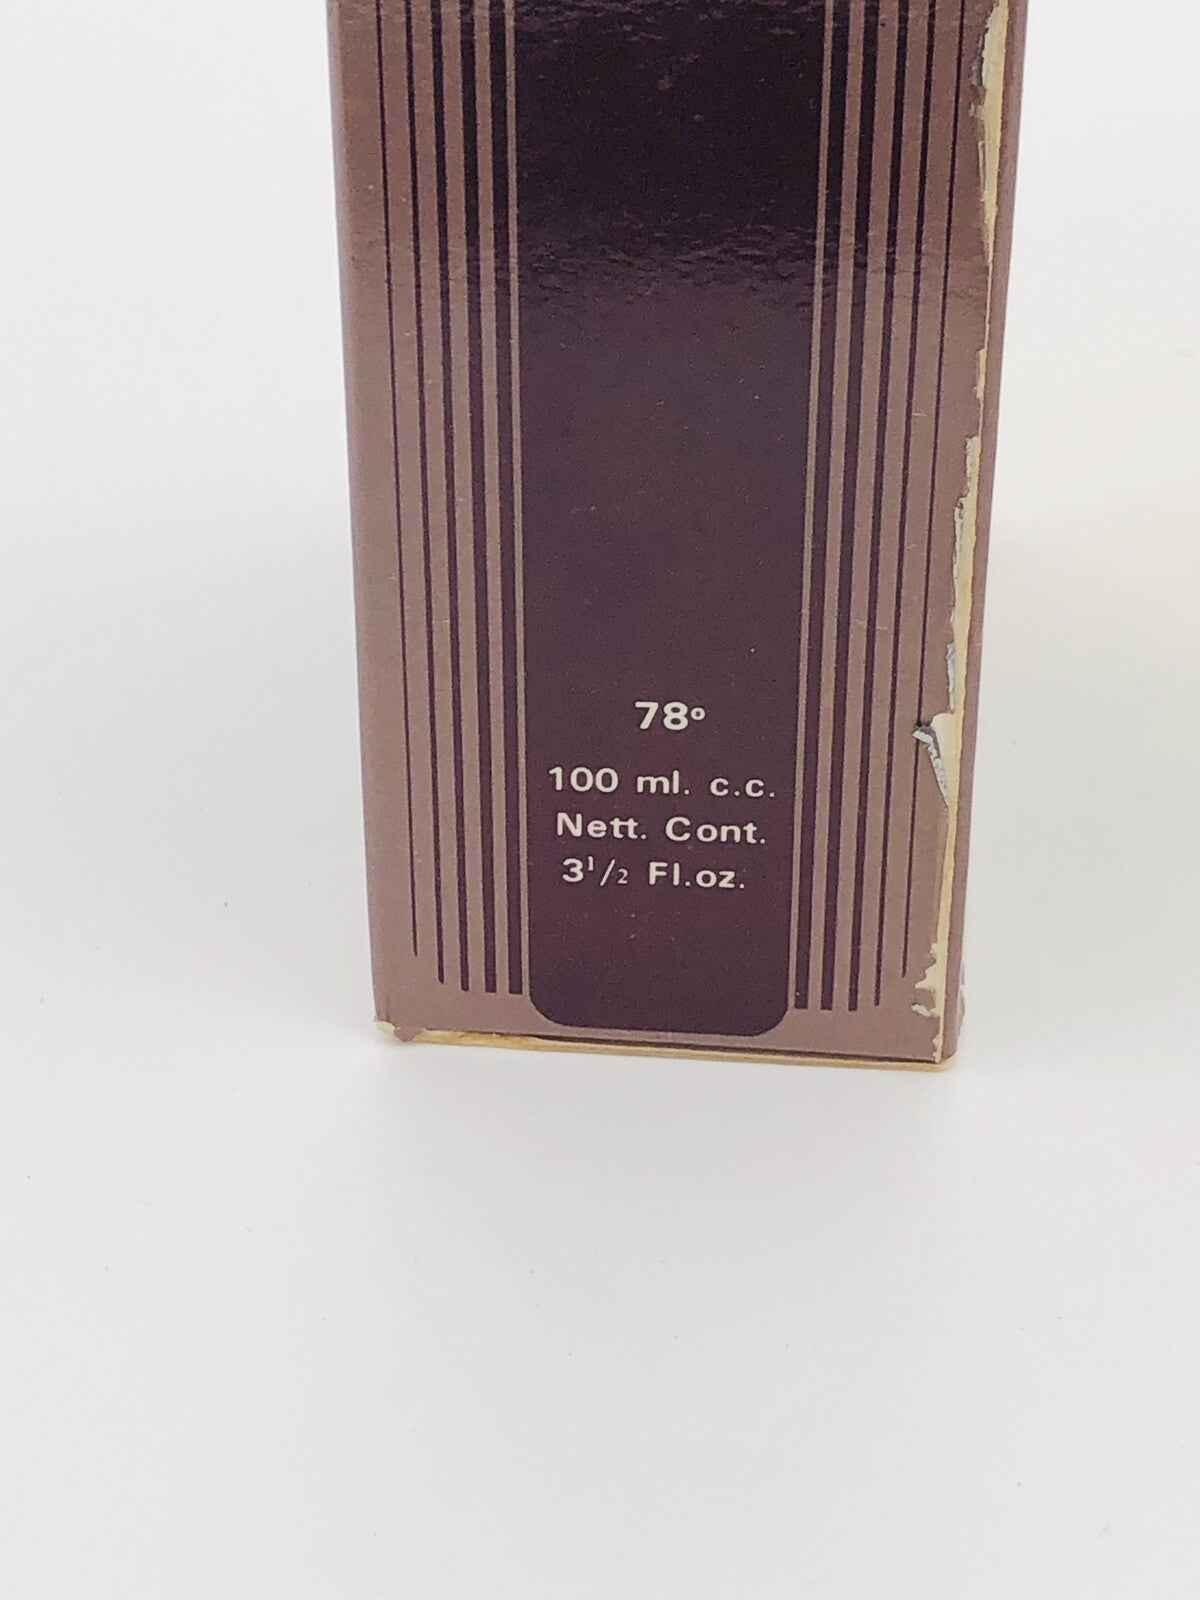 78º
100 ml. c.c.
Nett. Cont.
3¹/₂ Fl.oz.